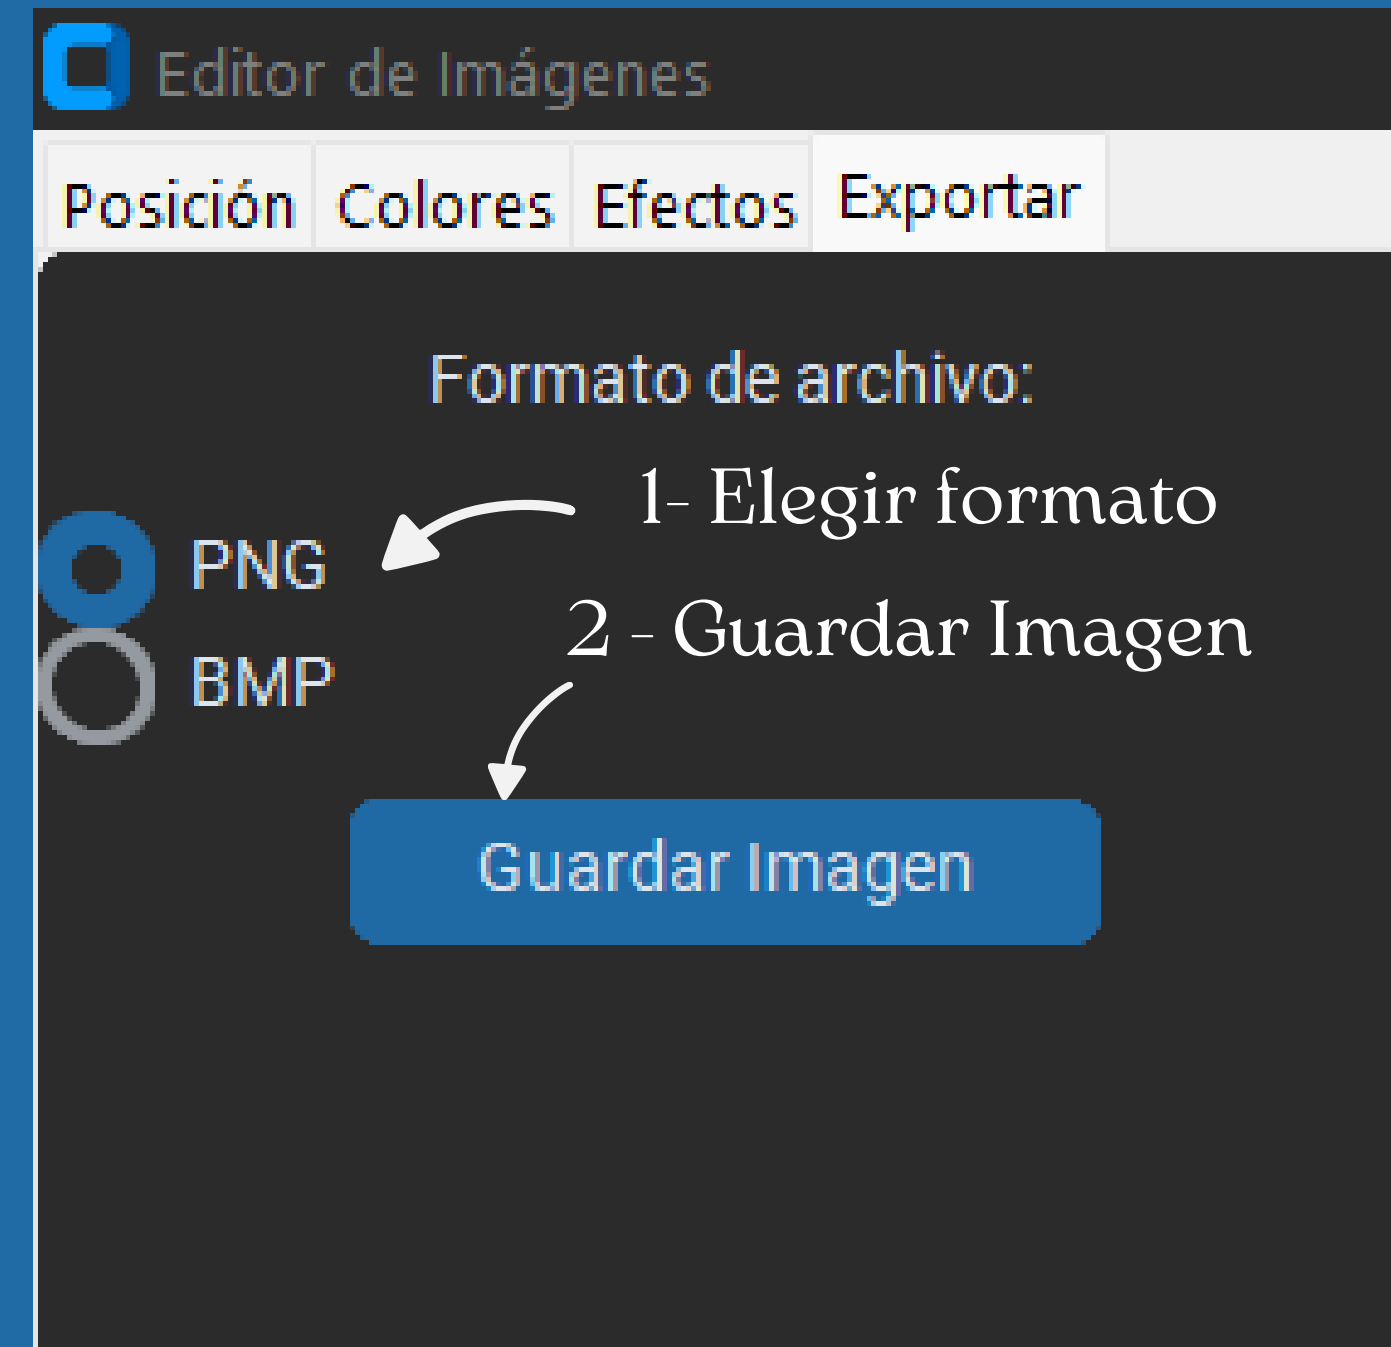 Editor de Imágenes
Posición Colores Efectos Exportar
Formato de archivo:
1- Elegir formato
PNG
2 - Guardar Imagen
BMP
Guardar Imagen